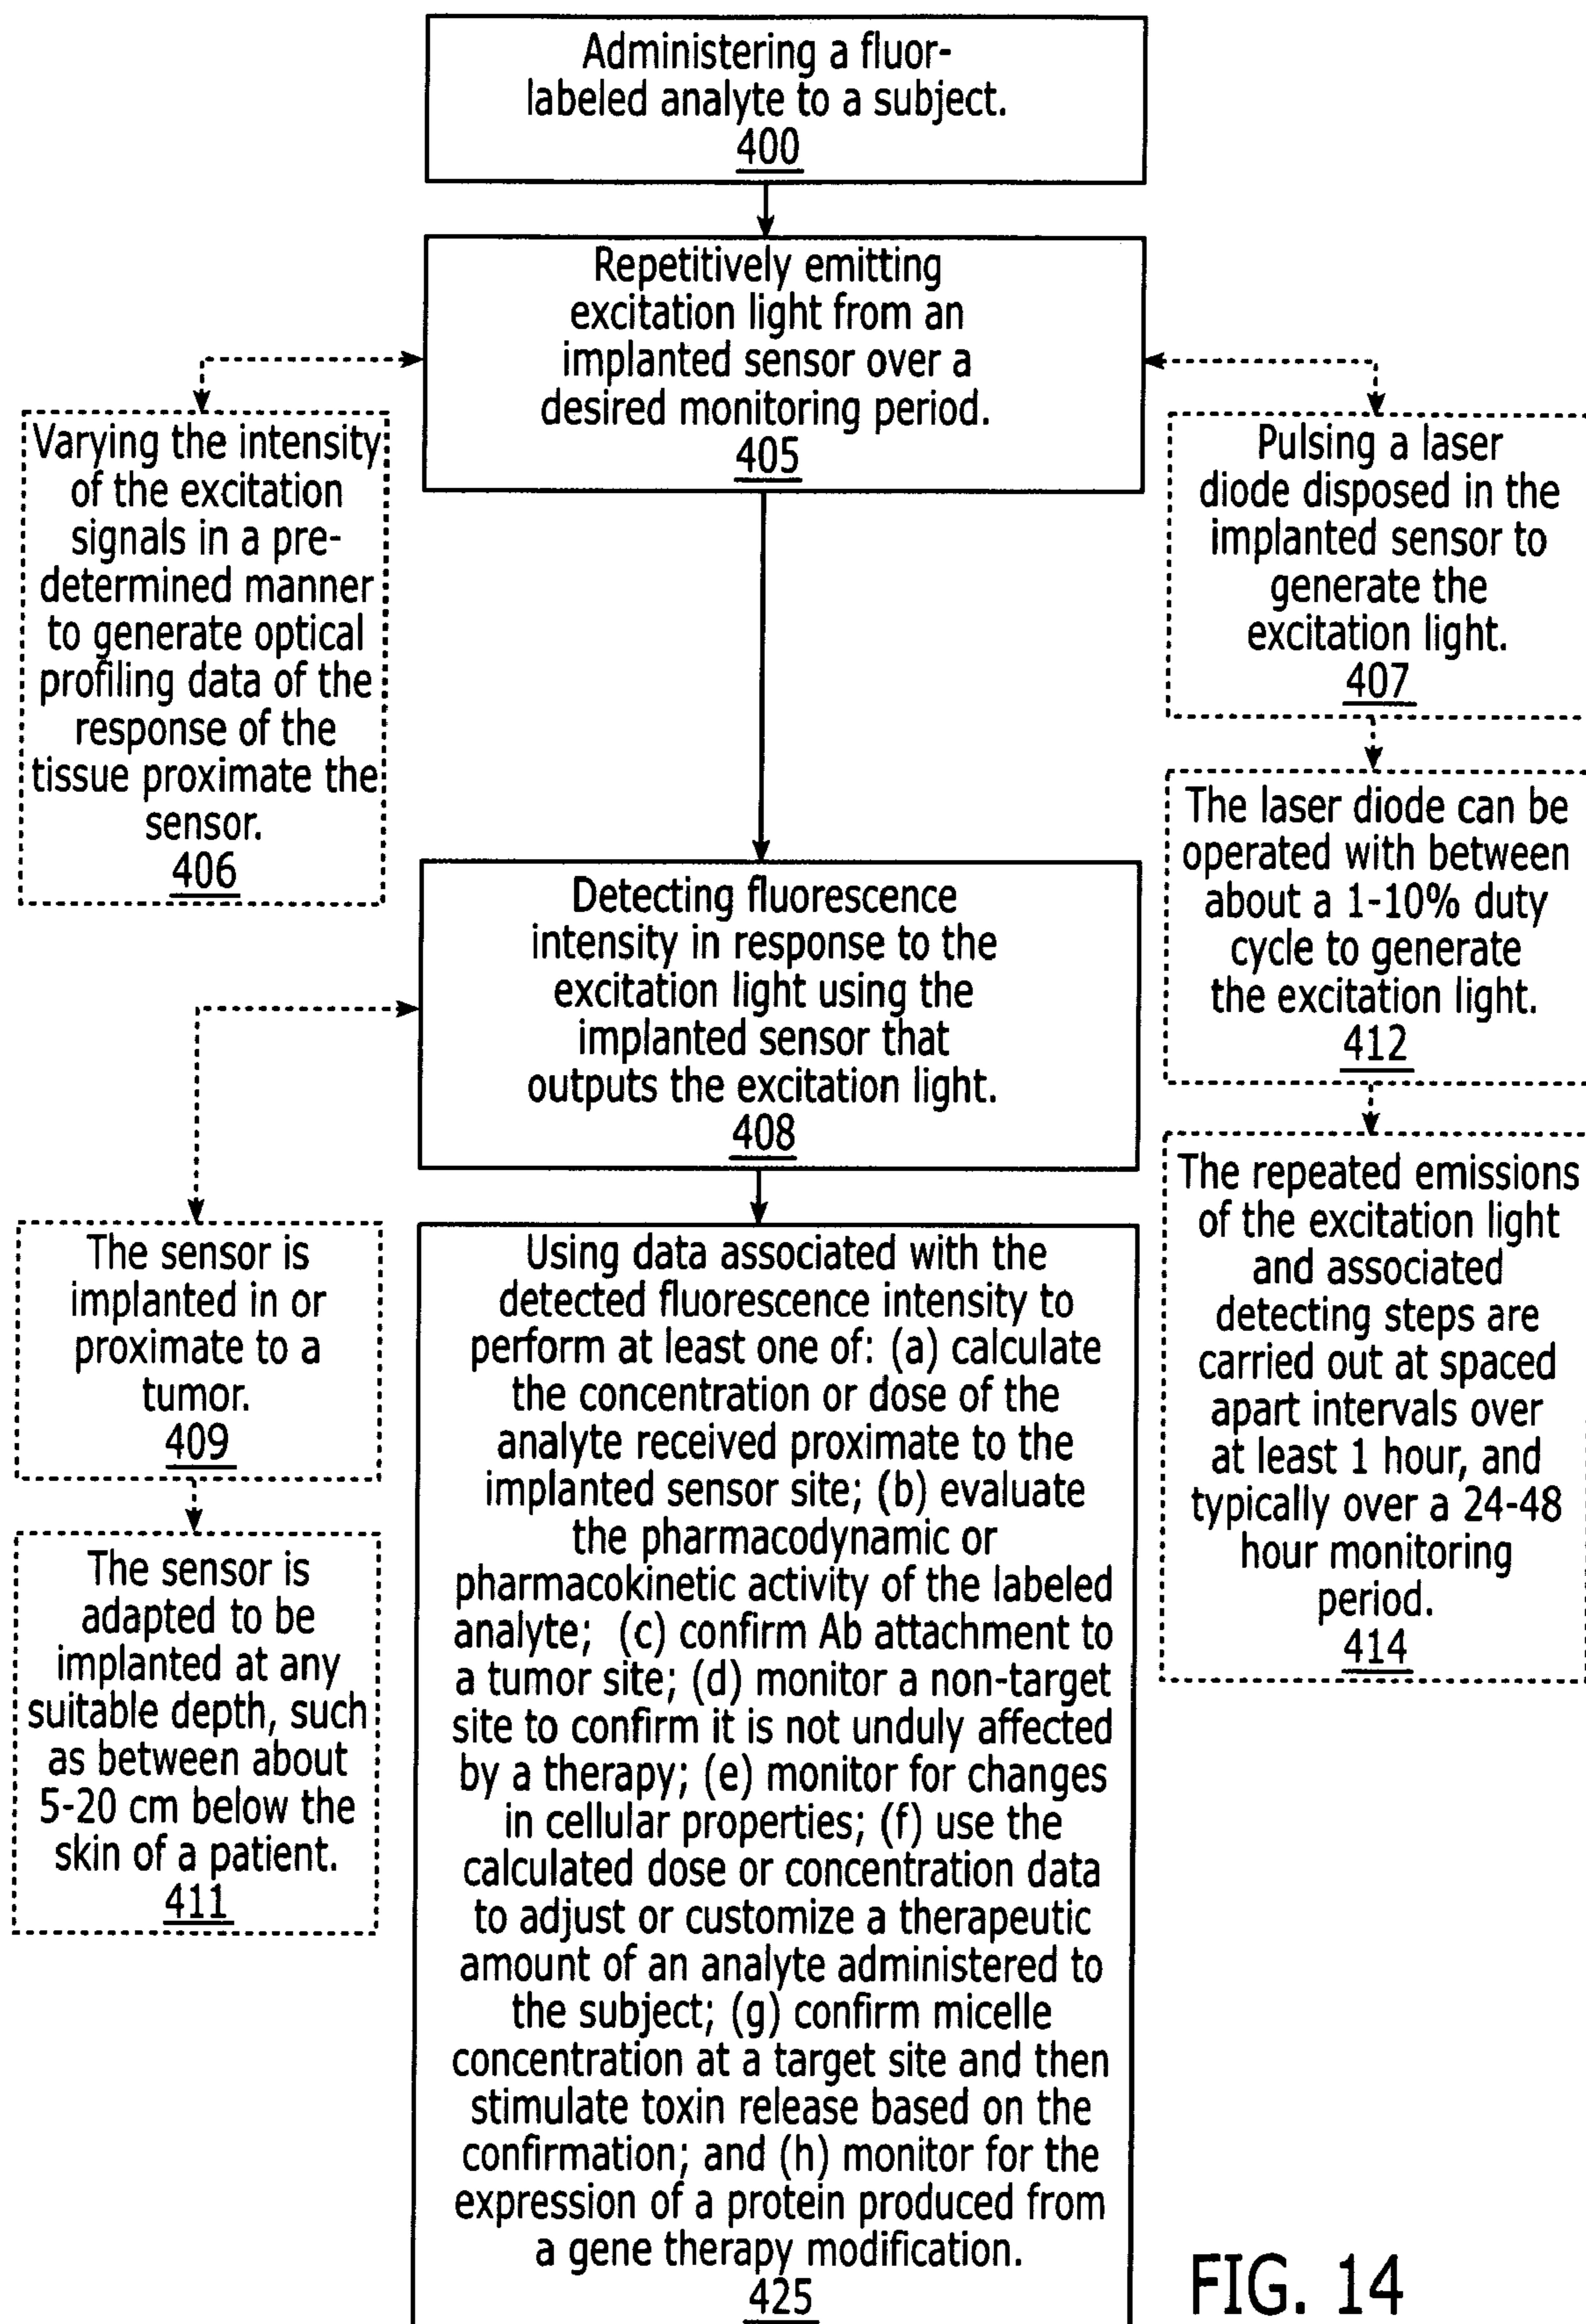 Administering a fluor-
labeled analyte to a subject.
400
Repetitively emitting
excitation light from an
implanted sensor over a
desired monitoring period.
405
Varying the intensity
of the excitation
signals in a pre-
determined manner
to generate optical
profiling data of the
response of the
tissue proximate the
sensor.
406
Pulsing a laser
diode disposed in the
implanted sensor to
generate the
excitation light.
407
The laser diode can be
operated with between
about a 1-10% duty
cycle to generate
the excitation light.
412
The repeated emissions
of the excitation light
and associated
detecting steps are
carried out at spaced
apart intervals over
at least 1 hour, and
typically over a 24-48
hour monitoring
period.
414
Detecting fluorescence
intensity in response to the
excitation light using the
implanted sensor that
outputs the excitation light.
408
The sensor is
implanted in or
proximate to a
tumor.
409
The sensor is
adapted to be
implanted at any
suitable depth, such
as between about
5-20 cm below the
skin of a patient.
411
Using data associated with the
detected fluorescence intensity to
perform at least one of: (a) calculate
the concentration or dose of the
analyte received proximate to the
implanted sensor site; (b) evaluate
the pharmacodynamic or
pharmacokinetic activity of the labeled
analyte; (c) confirm Ab attachment to
a tumor site; (d) monitor a non-target
site to confirm it is not unduly affected
by a therapy; (e) monitor for changes
in cellular properties; (f) use the
calculated dose or concentration data
to adjust or customize a therapeutic
amount of an analyte administered to
the subject; (g) confirm micelle
concentration at a target site and then
stimulate toxin release based on the
confirmation; and (h) monitor for the
expression of a protein produced from
a gene therapy modification.
425
FIG. 14